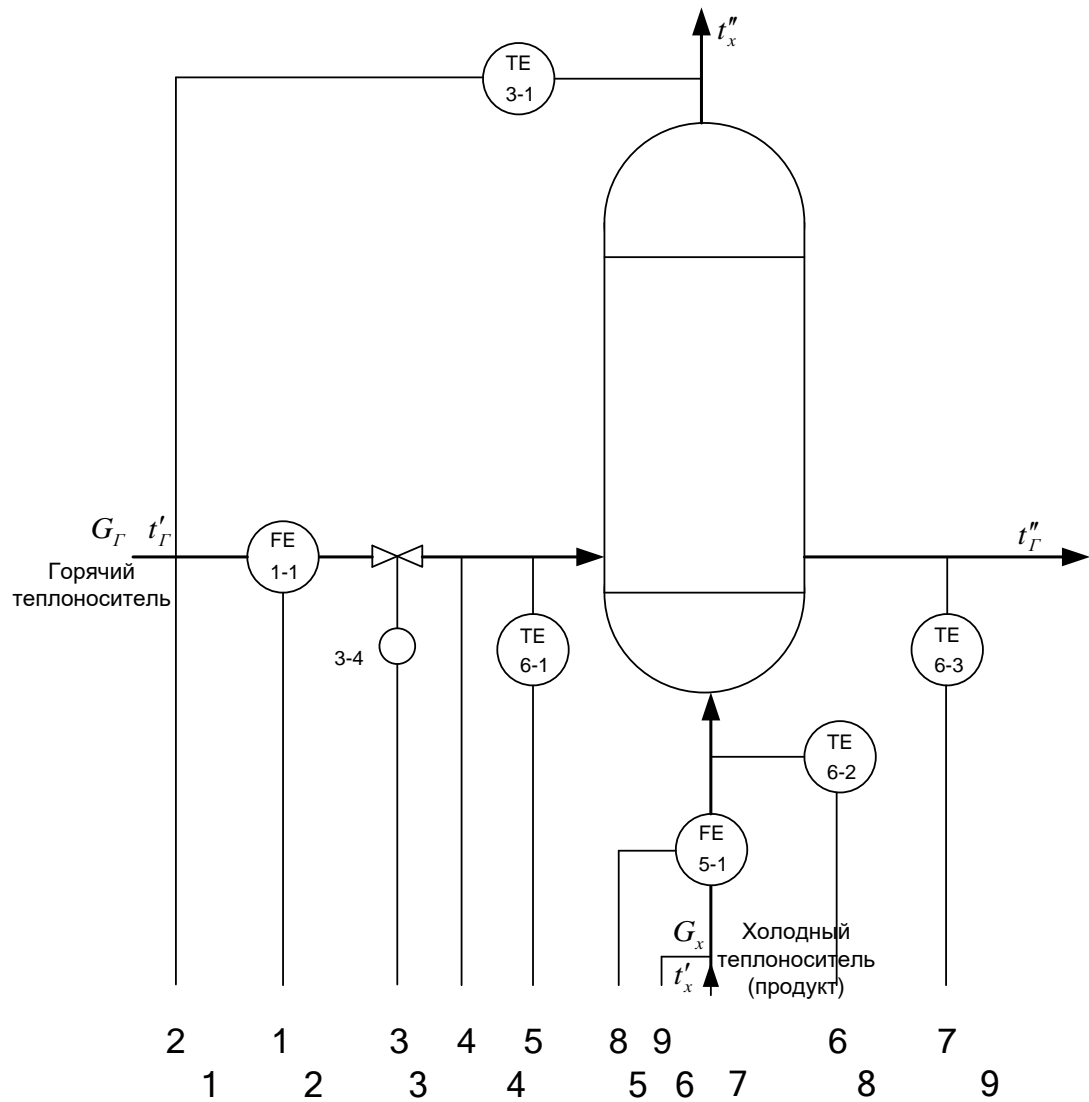 t″x
TE
3-1
GГ t′Г
t″Г
FE
1-1
Горячий
теплоноситель
TE
6-1
TE
6-3
3-4
TE
6-2
FE
5-1
Gx
Холодный
теплоноситель
(продукт)
t′x
2 1 3 4 5 8 9 6 7
1 2 3 4 5 6 7 8 9